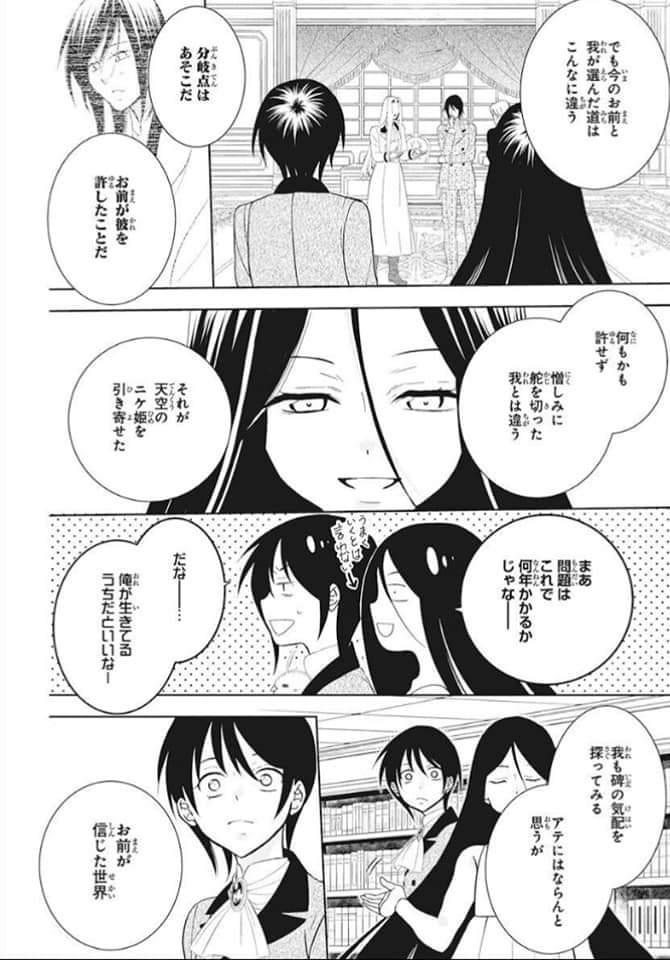 でも今のお前と
我が選んだ道は
こんなに違う
分岐点は
あそこだ
お前が彼を
許したことだ
何もかも
許せず
憎しみに
舵を切った
我とは違う
それが
天空の
ニケ姫を
引き寄せた
まあ
問題は
これで
何年かかるか
じゃな――
うまく
いくとは
言わない
だな――…
俺が生きてる
うちだといいなー
我も碑の気配を
探ってみる
アテにはならんと
思うが
お前が
信じた世界